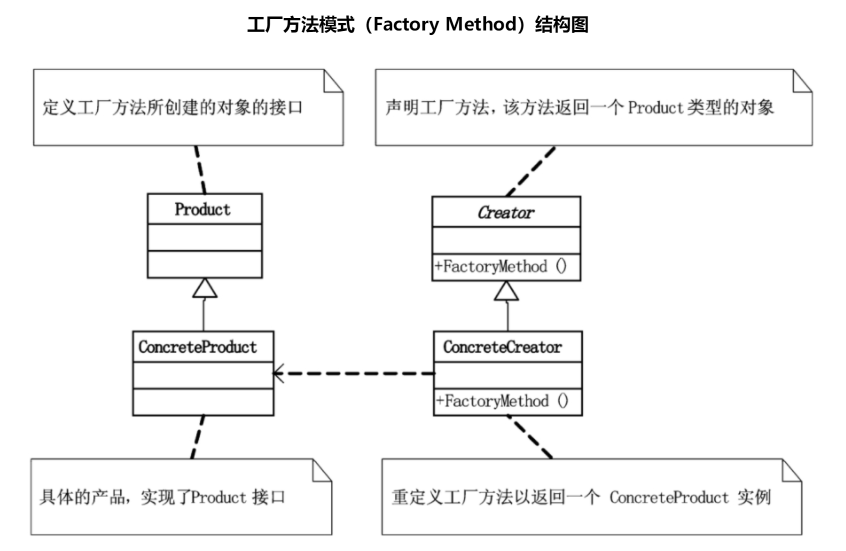 工厂方法模式（Factory Method）结构图
定义工厂方法所创建的对象的接口
声明工厂方法，该方法返回一个Product类型的对象
Product
Creator
+FactoryMethod ()
ConcreteProduct
ConcreteCreator
+FactoryMethod ()
具体的产品，实现了Product 接口
重定义工厂方法以返回一个 ConcreteProduct 实例